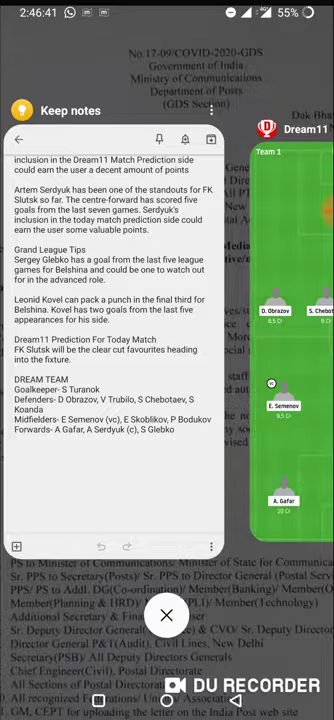 2:46:41
4G
55%
No.17-09/COVID-2020-GDS
Government of India
Ministry of Communications
Department of Posts
(GDS Section)
Dak Bha
Keep notes
Dream11
inclusion in the Dream11 Match Prediction side
could earn the user a decent amount of points
Artem Serdyuk has been one of the standouts for FK
Slutsk so far. The centre-forward has scored five
goals from the last seven games. Serdyuk's
inclusion in the today match prediction side could
earn the user some valuable points.
Grand League Tips
Sergey Glebko has a goal from the last five league
games for Belshina and could be one to watch out
for in the advanced role.
Leonid Kovel can pack a punch in the final third for
Belshina. Kovel has two goals from the last five
appearances for his side.
Dream11 Prediction For Today Match
FK Slutsk will be the clear cut favourites heading
into the fixture.
DREAM TEAM
Goalkeeper- S Turanok
Defenders- D Obrazov, V Trubilo, S Chebotaev, S
Koanda
Midfielders- E Semenov (vc), E Skoblikov, P Bodukov
Forwards- A Gafar, A Serdyuk (c), S Glebko
Team 1
D. Obrazov
8.5 Cr
S. Chebot
9 Cr
VC
E. Semenov
9.5 Cr
A. Gafar
10 Cr
PS to Minister of Communications/ Minister of State for Communicat
Sr. PPS to Secretary(Posts)/ Sr. PPS to Director General (Postal Servi
PPS/ PS to Addl. DG(Co-ordination)/ Member(Banking)/ Member(O
Member(Planning & HRD)/ PLI)/ Member(Technology)
Additional Secretary & Finan ser
Sr. Deputy Director General( & CVO/ Sr. Deputy Di
Director General P&T(Audit), Civil Lines, New Delhi
Secretary(PSB)/ All Deputy Directors Generals
Chief Engineer(Civil), Postal Directorate
All Sections of Postal Director
DU RECORDER
All recognized
GM, CEPT for uploading the letter on the India Post web site